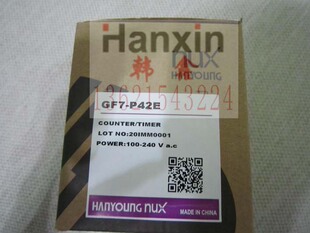 Hanxin
nux
韩鑫
HANYOUNG
13621543224
GF7-P42E
COUNTER/TIMER
LOT NO:20IMM0001
POWER:100-240 V a.c
HANYOUNG nux
MADE IN CHINA